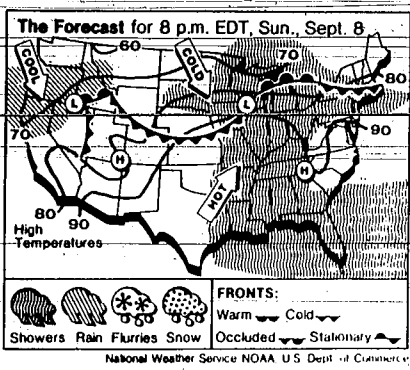 The Forecast for 8 p.m. EDT, Sun., Sept. 8
60
COOL
COLD
70
80
L
L
70
90
H
H
HOT
80
90
High
Temperatures
FRONTS:
Warm Cold
Showers Rain Flurries Snow
Occluded Stationary
National Weather Service NOAA U S Dept of Commerce